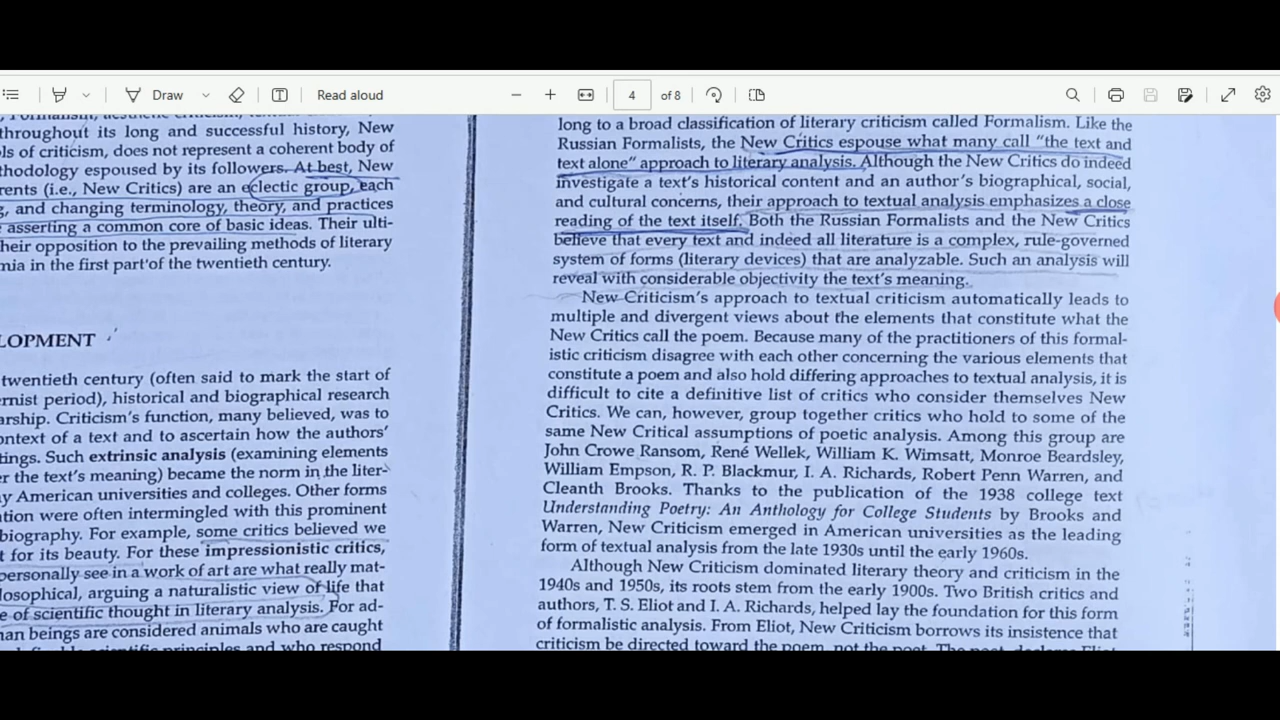 Draw
Read aloud
4
of 8
throughout its long and successful history, New
ls of criticism, does not represent a coherent body of
thodology espoused by its followers. At best, New
rents (i.e., New Critics) are an eclectic group, each
g, and changing terminology, theory, and practices
asserting a common core of basic ideas. Their ulti-
heir opposition to the prevailing methods of literary
mia in the first part of the twentieth century.
LOPMENT
twentieth century (often said to mark the start of
ernist period), historical and biographical research
arship. Criticism's function, many believed, was to
ontext of a text and to ascertain how the authors'
tings. Such extrinsic analysis (examining elements
er the text's meaning) became the norm in the liter-
y American universities and colleges. Other forms
ation were often intermingled with this prominent
biography. For example, some critics believed we
t for its beauty. For these impressionistic critics,
personally see in a work of art are what really mat-
losophical, arguing a naturalistic view of life that
e of scientific thought in literary analysis. For ad-
man beings are considered animals who are caught
principles and who respond
long to a broad classification of literary criticism called Formalism. Like the
Russian Formalists, the New Critics espouse what many call "the text and
text alone" approach to literary analysis. Although the New Critics do indeed
investigate a text's historical content and an author's biographical, social,
and cultural concerns, their approach to textual analysis emphasizes a close
reading of the text itself. Both the Russian Formalists and the New Critics
believe that every text and indeed all literature is a complex, rule-governed
system of forms (literary devices) that are analyzable. Such an analysis will
reveal with considerable objectivity the text's meaning.
New Criticism's approach to textual criticism automatically leads to
multiple and divergent views about the elements that constitute what the
New Critics call the poem. Because many of the practitioners of this formal-
istic criticism disagree with each other concerning the various elements that
constitute a poem and also hold differing approaches to textual analysis, it is
difficult to cite a definitive list of critics who consider themselves New
Critics. We can, however, group together critics who hold to some of the
same New Critical assumptions of poetic analysis. Among this group are
John Crowe Ransom, René Wellek, William K. Wimsatt, Monroe Beardsley,
William Empson, R. P. Blackmur, I. A. Richards, Robert Penn Warren, and
Cleanth Brooks. Thanks to the publication of the 1938 college text
Understanding Poetry: An Anthology for College Students by Brooks and
Warren, New Criticism emerged in American universities as the leading
form of textual analysis from the late 1930s until the early 1960s.
Although New Criticism dominated literary theory and criticism in the
1940s and 1950s, its roots stem from the early 1900s. Two British critics and
authors, T. S. Eliot and I. A. Richards, helped lay the foundation for this form
of formalistic analysis. From Eliot, New Criticism borrows its insistence that
criticism be directed toward the poem, not the poet. The poet, declares Eliot,